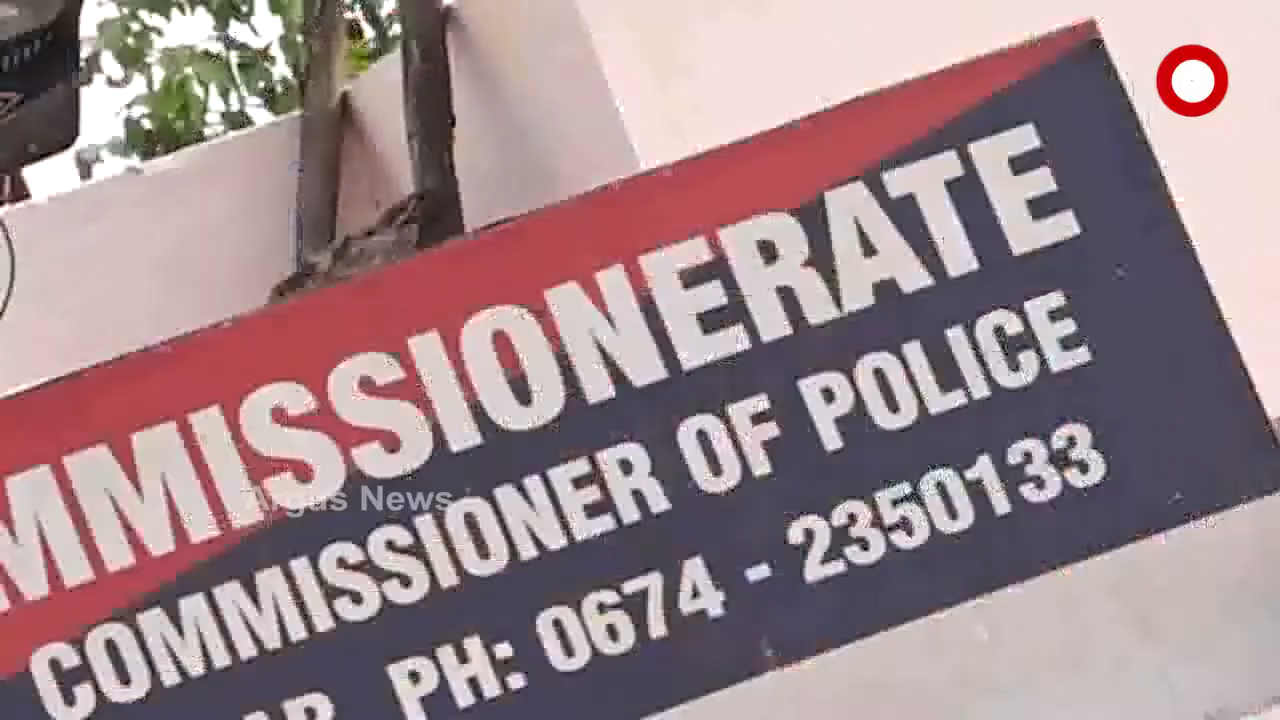 MMISSIONERATE
COMMISSIONER OF POLICE
PH: 0674 - 2350133
Argus News